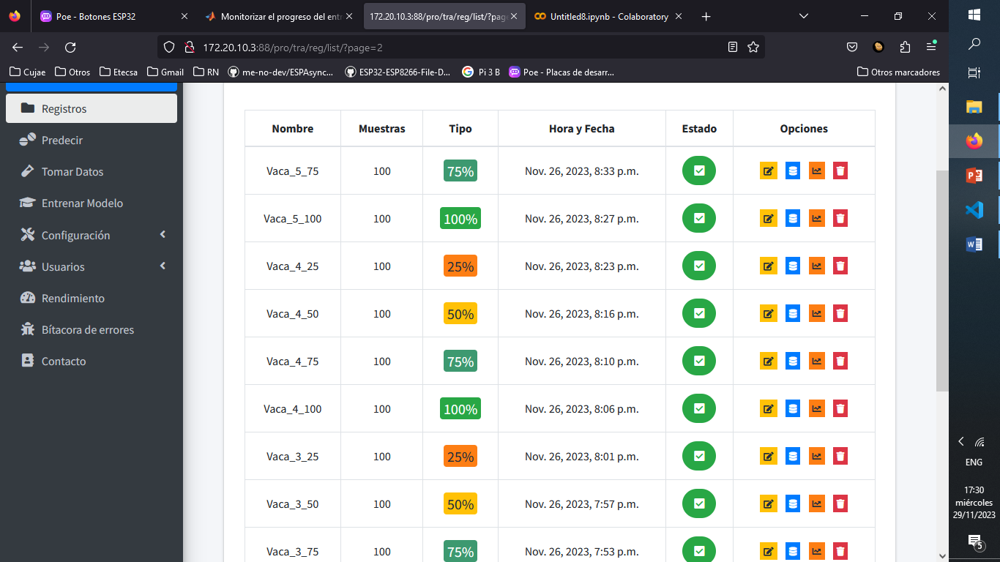 Poe - Botones ESP32
Monitorizar el progreso del entr
172.20.10.3:88/pro/tra/reg/list/?page
Untitled8.ipynb - Colaboratory
172.20.10.3:88/pro/tra/reg/list/?page=2
Cujae
Otros
Etecsa
Gmail
RN
me-no-dev/ESPAsync...
ESP32-ESP8266-File-D...
Pi 3 B
Poe - Placas de desarr...
Otros marcadores
Registros
Predecir
Tomar Datos
Entrenar Modelo
Configuración
Usuarios
Rendimiento
Bítacora de errores
Contacto
Nombre Muestras Tipo Hora y Fecha Estado Opciones
Vaca_5_75 100 75% Nov. 26, 2023, 8:33 p.m.
Vaca_5_100 100 100% Nov. 26, 2023, 8:27 p.m.
Vaca_4_25 100 25% Nov. 26, 2023, 8:23 p.m.
Vaca_4_50 100 50% Nov. 26, 2023, 8:16 p.m.
Vaca_4_75 100 75% Nov. 26, 2023, 8:10 p.m.
Vaca_4_100 100 100% Nov. 26, 2023, 8:06 p.m.
Vaca_3_25 100 25% Nov. 26, 2023, 8:01 p.m.
Vaca_3_50 100 50% Nov. 26, 2023, 7:57 p.m.
Vaca_3_75 100 75% Nov. 26, 2023, 7:53 p.m.
ENG
17:30
miércoles
29/11/2023
5